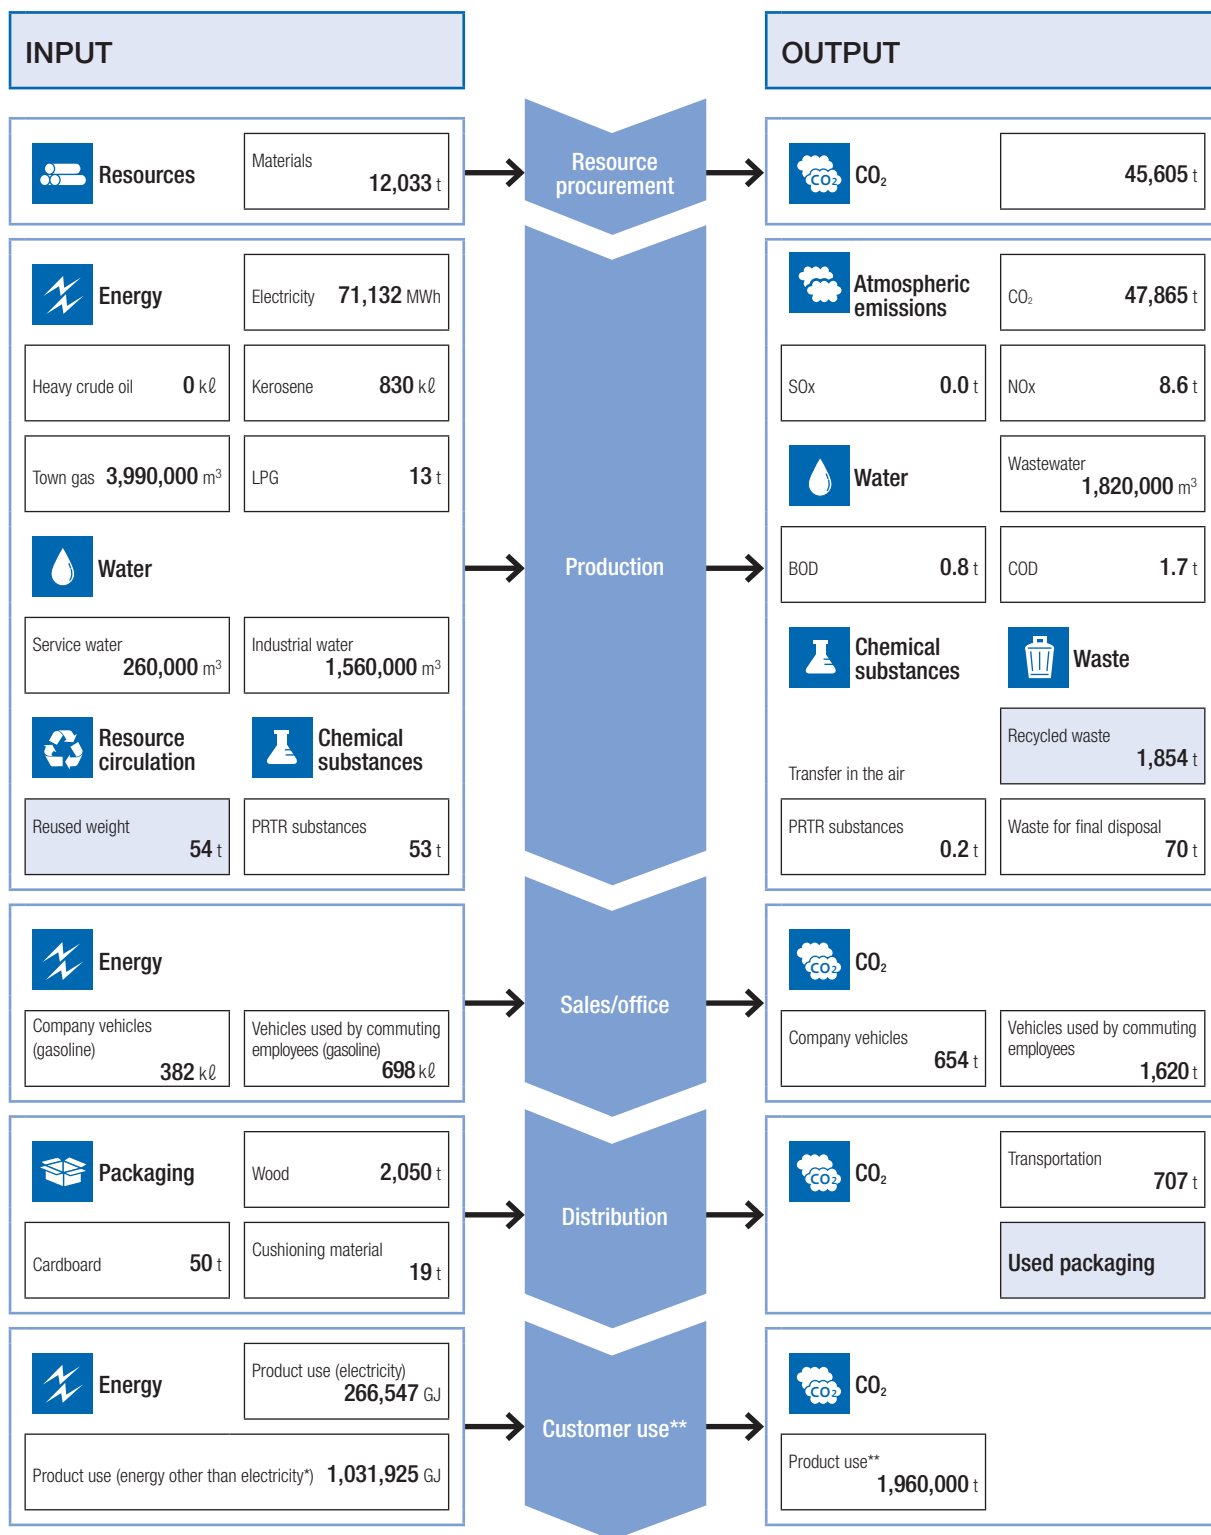 INPUT
OUTPUT
Resources
Materials
12,033 t
Resource
procurement
CO2
CO₂
45,605 t
Energy
Electricity 71,132 MWh
Heavy crude oil 0 kℓ
Kerosene 830 kℓ
Town gas 3,990,000 m³
LPG 13 t
Water
Service water
260,000 m³
Industrial water
1,560,000 m³
Resource
circulation
Chemical
substances
Reused weight
54 t
PRTR substances
53 t
Production
Atmospheric
emissions
CO₂ 47,865 t
SOx 0.0 t
NOx 8.6 t
Water
Wastewater
1,820,000 m³
BOD 0.8 t
COD 1.7 t
Chemical
substances
Waste
Recycled waste
1,854 t
Transfer in the air
PRTR substances
0.2 t
Waste for final disposal
70 t
Energy
Company vehicles
(gasoline)
382 kℓ
Vehicles used by commuting
employees (gasoline)
698 kℓ
Sales/office
CO2
CO₂
Company vehicles
654 t
Vehicles used by commuting
employees
1,620 t
Packaging
Wood 2,050 t
Cardboard 50 t
Cushioning material
19 t
Distribution
CO2
CO₂
Transportation
707 t
Used packaging
Energy
Product use (electricity)
266,547 GJ
Product use (energy other than electricity*) 1,031,925 GJ
Customer use**
CO2
CO₂
Product use**
1,960,000 t